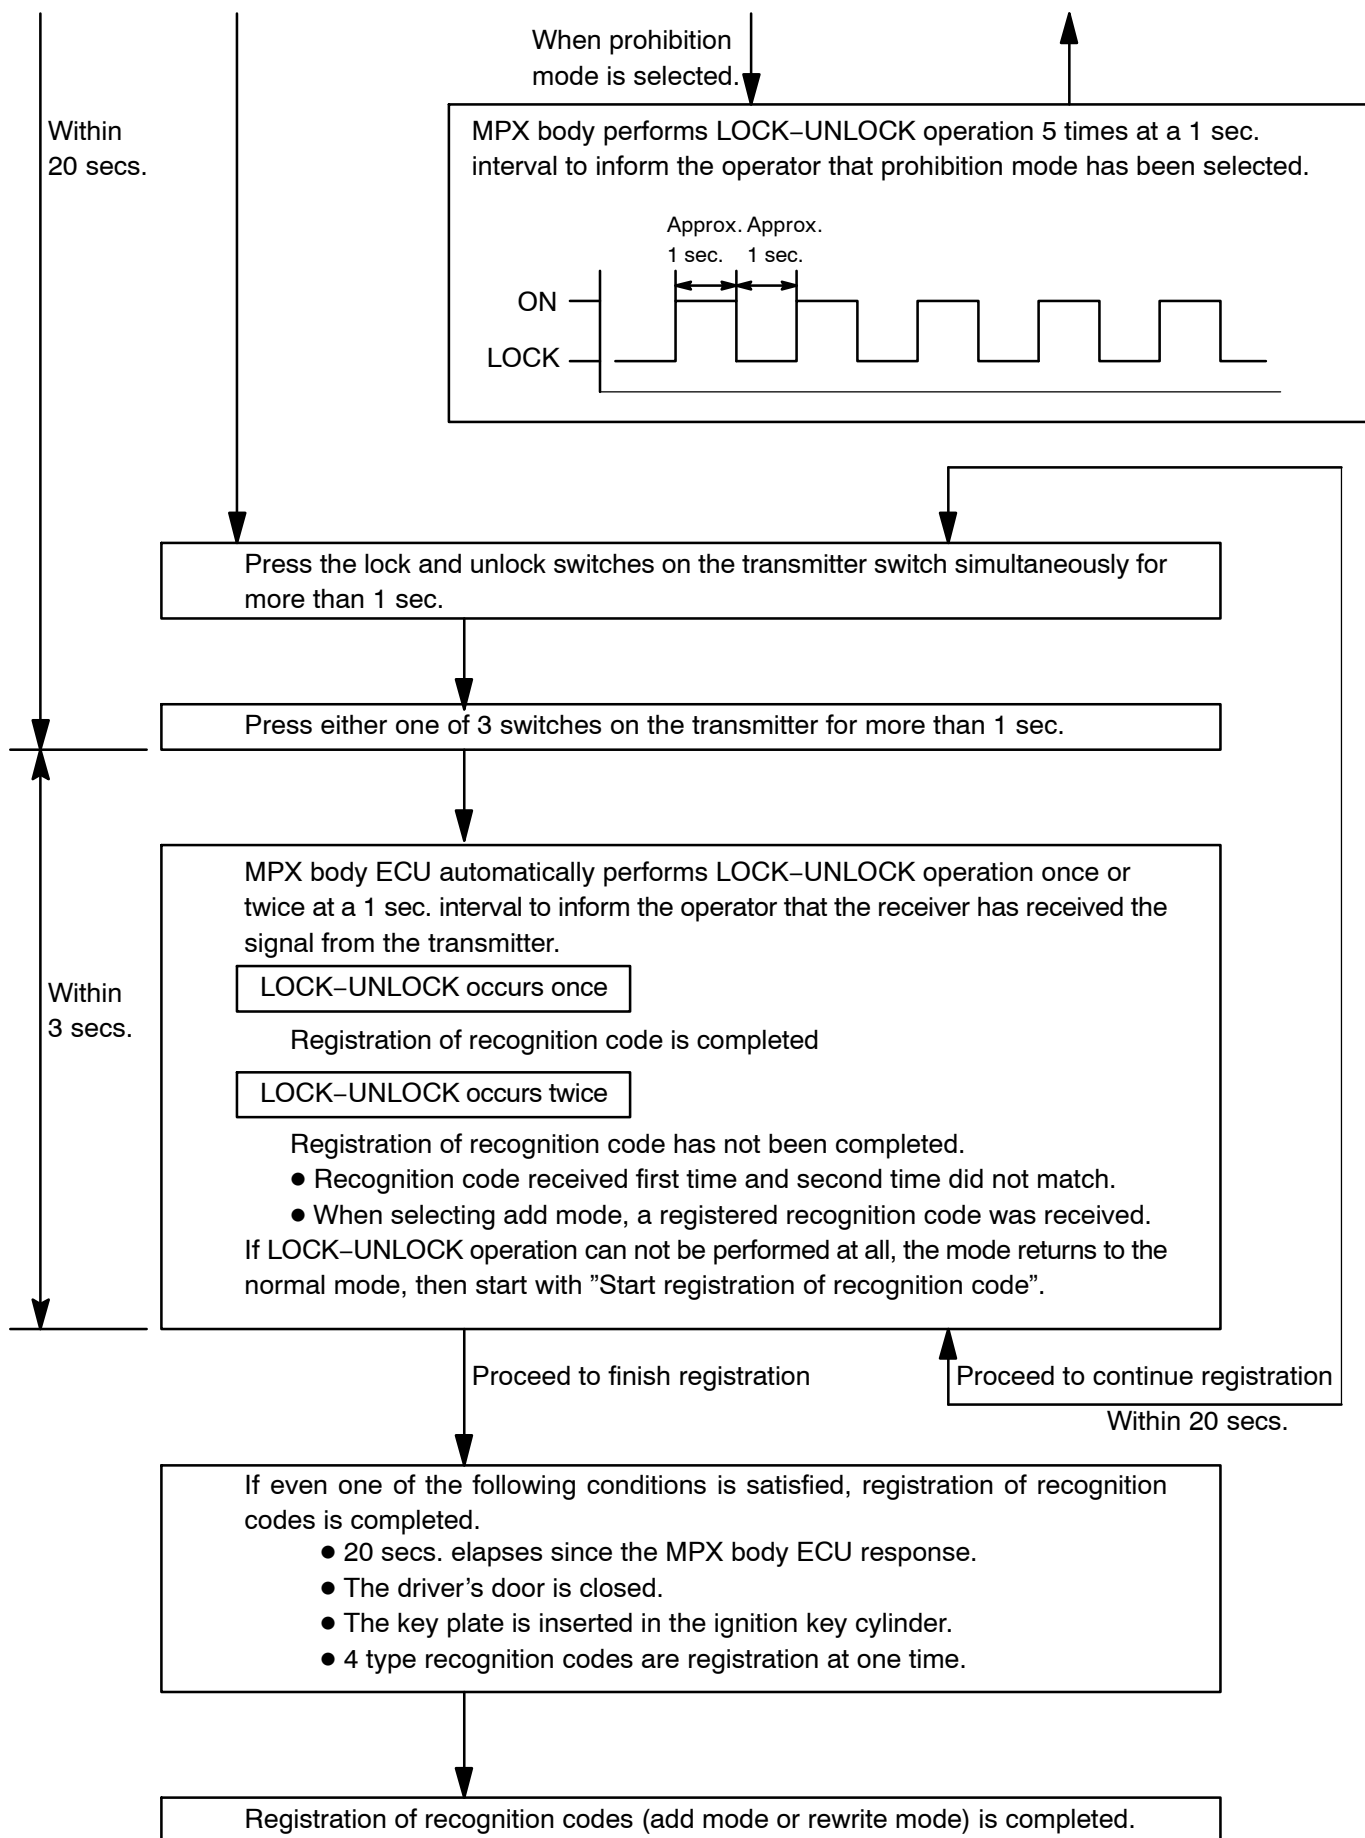 When prohibition
mode is selected.
Within
20 secs.
MPX body performs LOCK−UNLOCK operation 5 times at a 1 sec.
interval to inform the operator that prohibition mode has been selected.
Approx. Approx.
1 sec. 1 sec.
ON
LOCK
Press the lock and unlock switches on the transmitter switch simultaneously for
more than 1 sec.
Press either one of 3 switches on the transmitter for more than 1 sec.
Within
3 secs.
MPX body ECU automatically performs LOCK−UNLOCK operation once or
twice at a 1 sec. interval to inform the operator that the receiver has received the
signal from the transmitter.
LOCK−UNLOCK occurs once
Registration of recognition code is completed
LOCK−UNLOCK occurs twice
Registration of recognition code has not been completed.
● Recognition code received first time and second time did not match.
● When selecting add mode, a registered recognition code was received.
If LOCK−UNLOCK operation can not be performed at all, the mode returns to the
normal mode, then start with ”Start registration of recognition code”.
Proceed to finish registration
Proceed to continue registration
Within 20 secs.
If even one of the following conditions is satisfied, registration of recognition
codes is completed.
● 20 secs. elapses since the MPX body ECU response.
● The driver’s door is closed.
● The key plate is inserted in the ignition key cylinder.
● 4 type recognition codes are registration at one time.
Registration of recognition codes (add mode or rewrite mode) is completed.